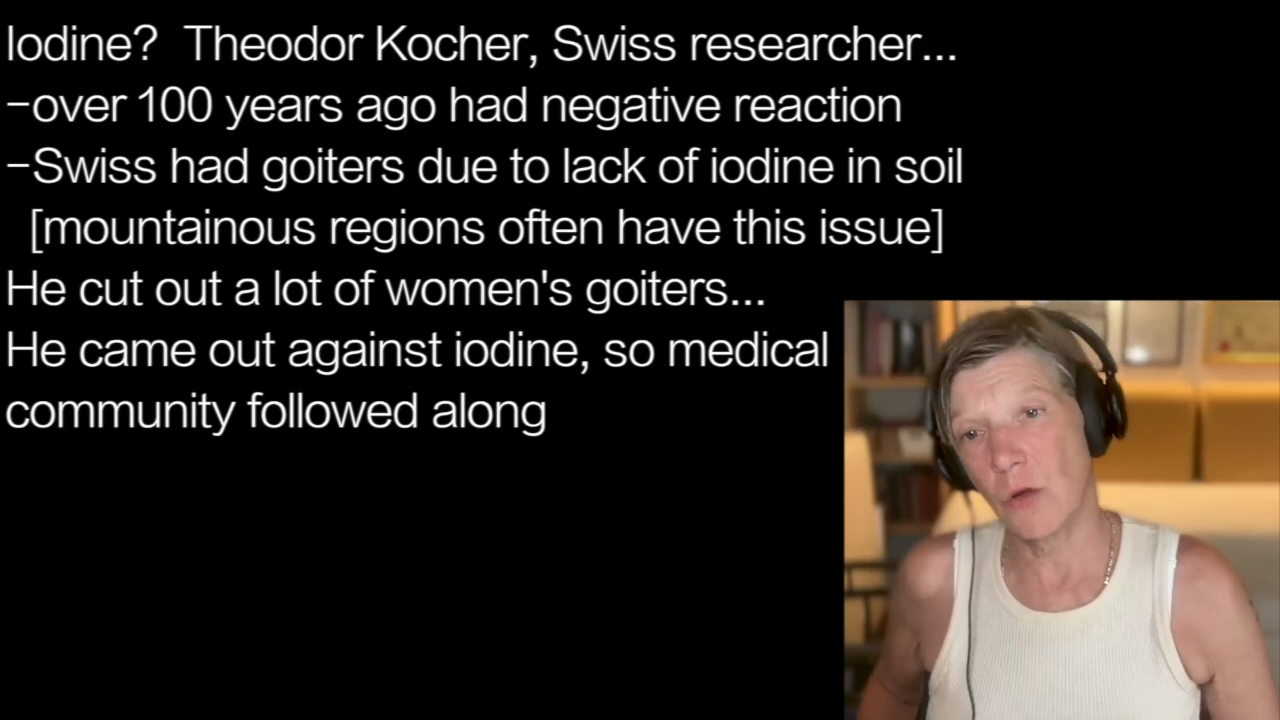 Iodine?  Theodor Kocher, Swiss researcher...
−over 100 years ago had negative reaction
−Swiss had goiters due to lack of iodine in soil
[mountainous regions often have this issue]
He cut out a lot of women's goiters...
He came out against iodine, so medical
community followed along